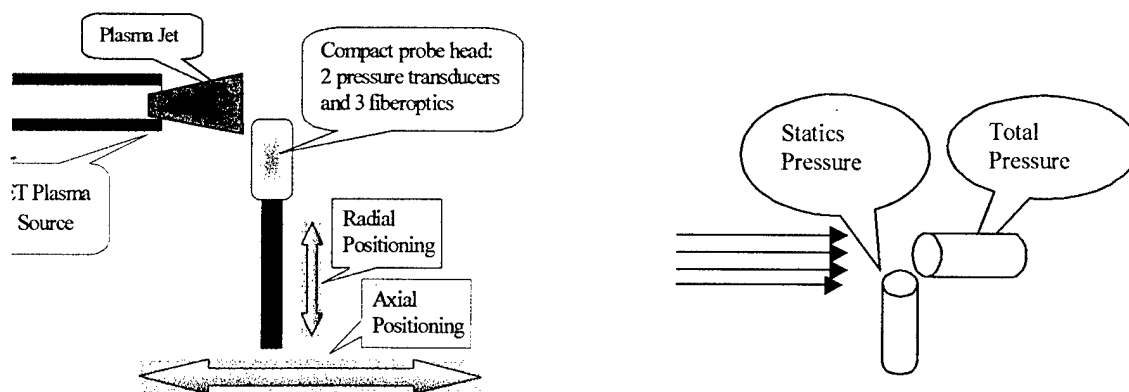 Plasma Jet
Compact probe head:
2 pressure transducers
and 3 fiberoptics
ET Plasma
Source
Radial
Positioning
Axial
Positioning
Statics
Pressure
Total
Pressure